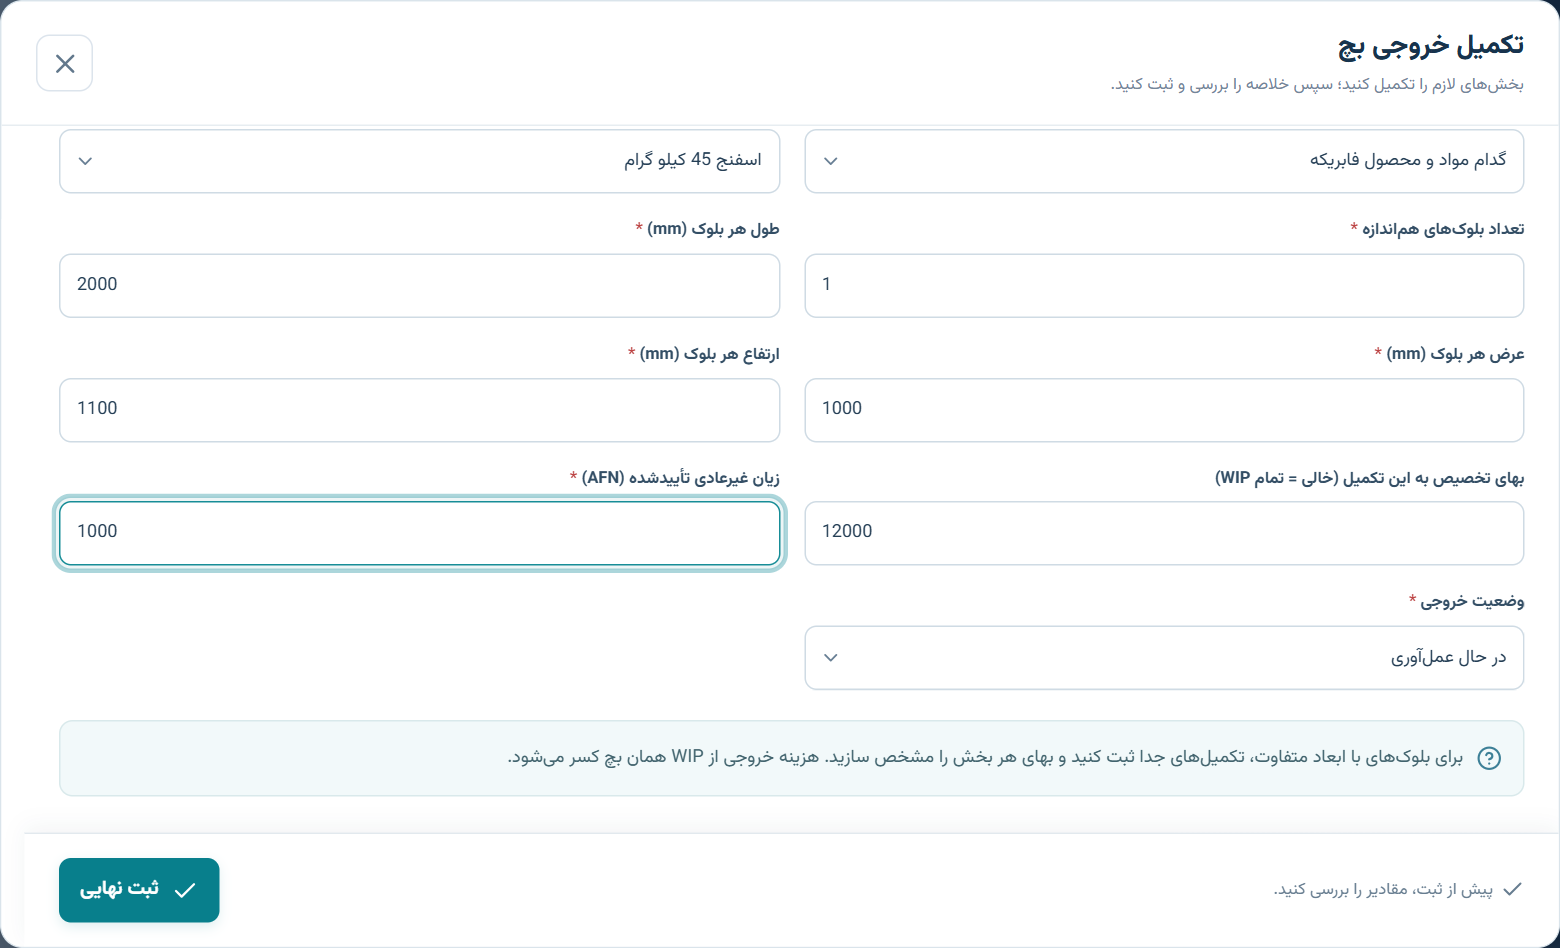 تکمیل خروجی بچ
بخش‌های لازم را تکمیل کنید؛ سپس خلاصه را بررسی و ثبت کنید.
گدام مواد و محصول فابریکه
اسفنج 45 کیلو گرام
تعداد بلوک‌های هم‌اندازه *
طول هر بلوک (mm) *
1
2000
عرض هر بلوک (mm) *
ارتفاع هر بلوک (mm) *
1000
1100
بهای تخصیص به این تکمیل (خالی = تمام WIP)
زیان غیرعادی تأییدشده (AFN) *
12000
1000
وضعیت خروجی *
در حال عمل‌آوری
برای بلوک‌های با ابعاد متفاوت، تکمیل‌های جدا ثبت کنید و بهای هر بخش را مشخص سازید. هزینه خروجی از WIP همان بچ کسر می‌شود.
پیش از ثبت، مقادیر را بررسی کنید.
ثبت نهایی